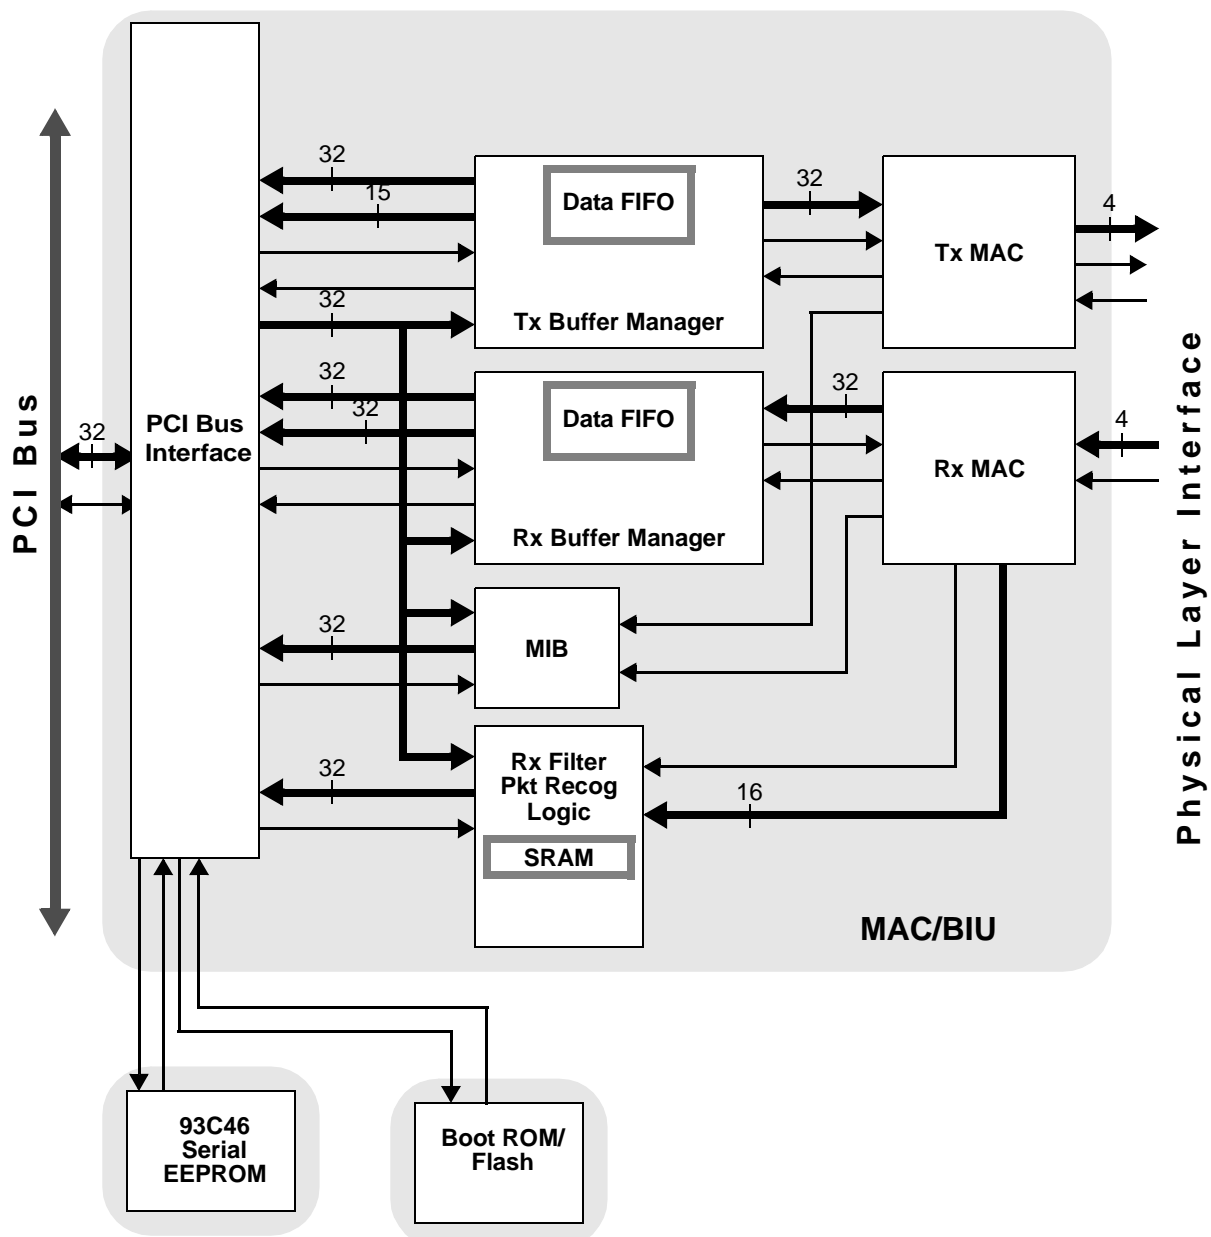 32
Data FIFO
32
15
4
Tx MAC
32
Tx Buffer Manager
32
32
Data FIFO
32
PCI Bus
Interface
32
4
Rx MAC
PCI Bus
Physical Layer Interface
Rx Buffer Manager
32
MIB
32
Rx Filter
Pkt Recog
Logic
16
SRAM
MAC/BIU
93C46
Serial
EEPROM
Boot ROM/
Flash